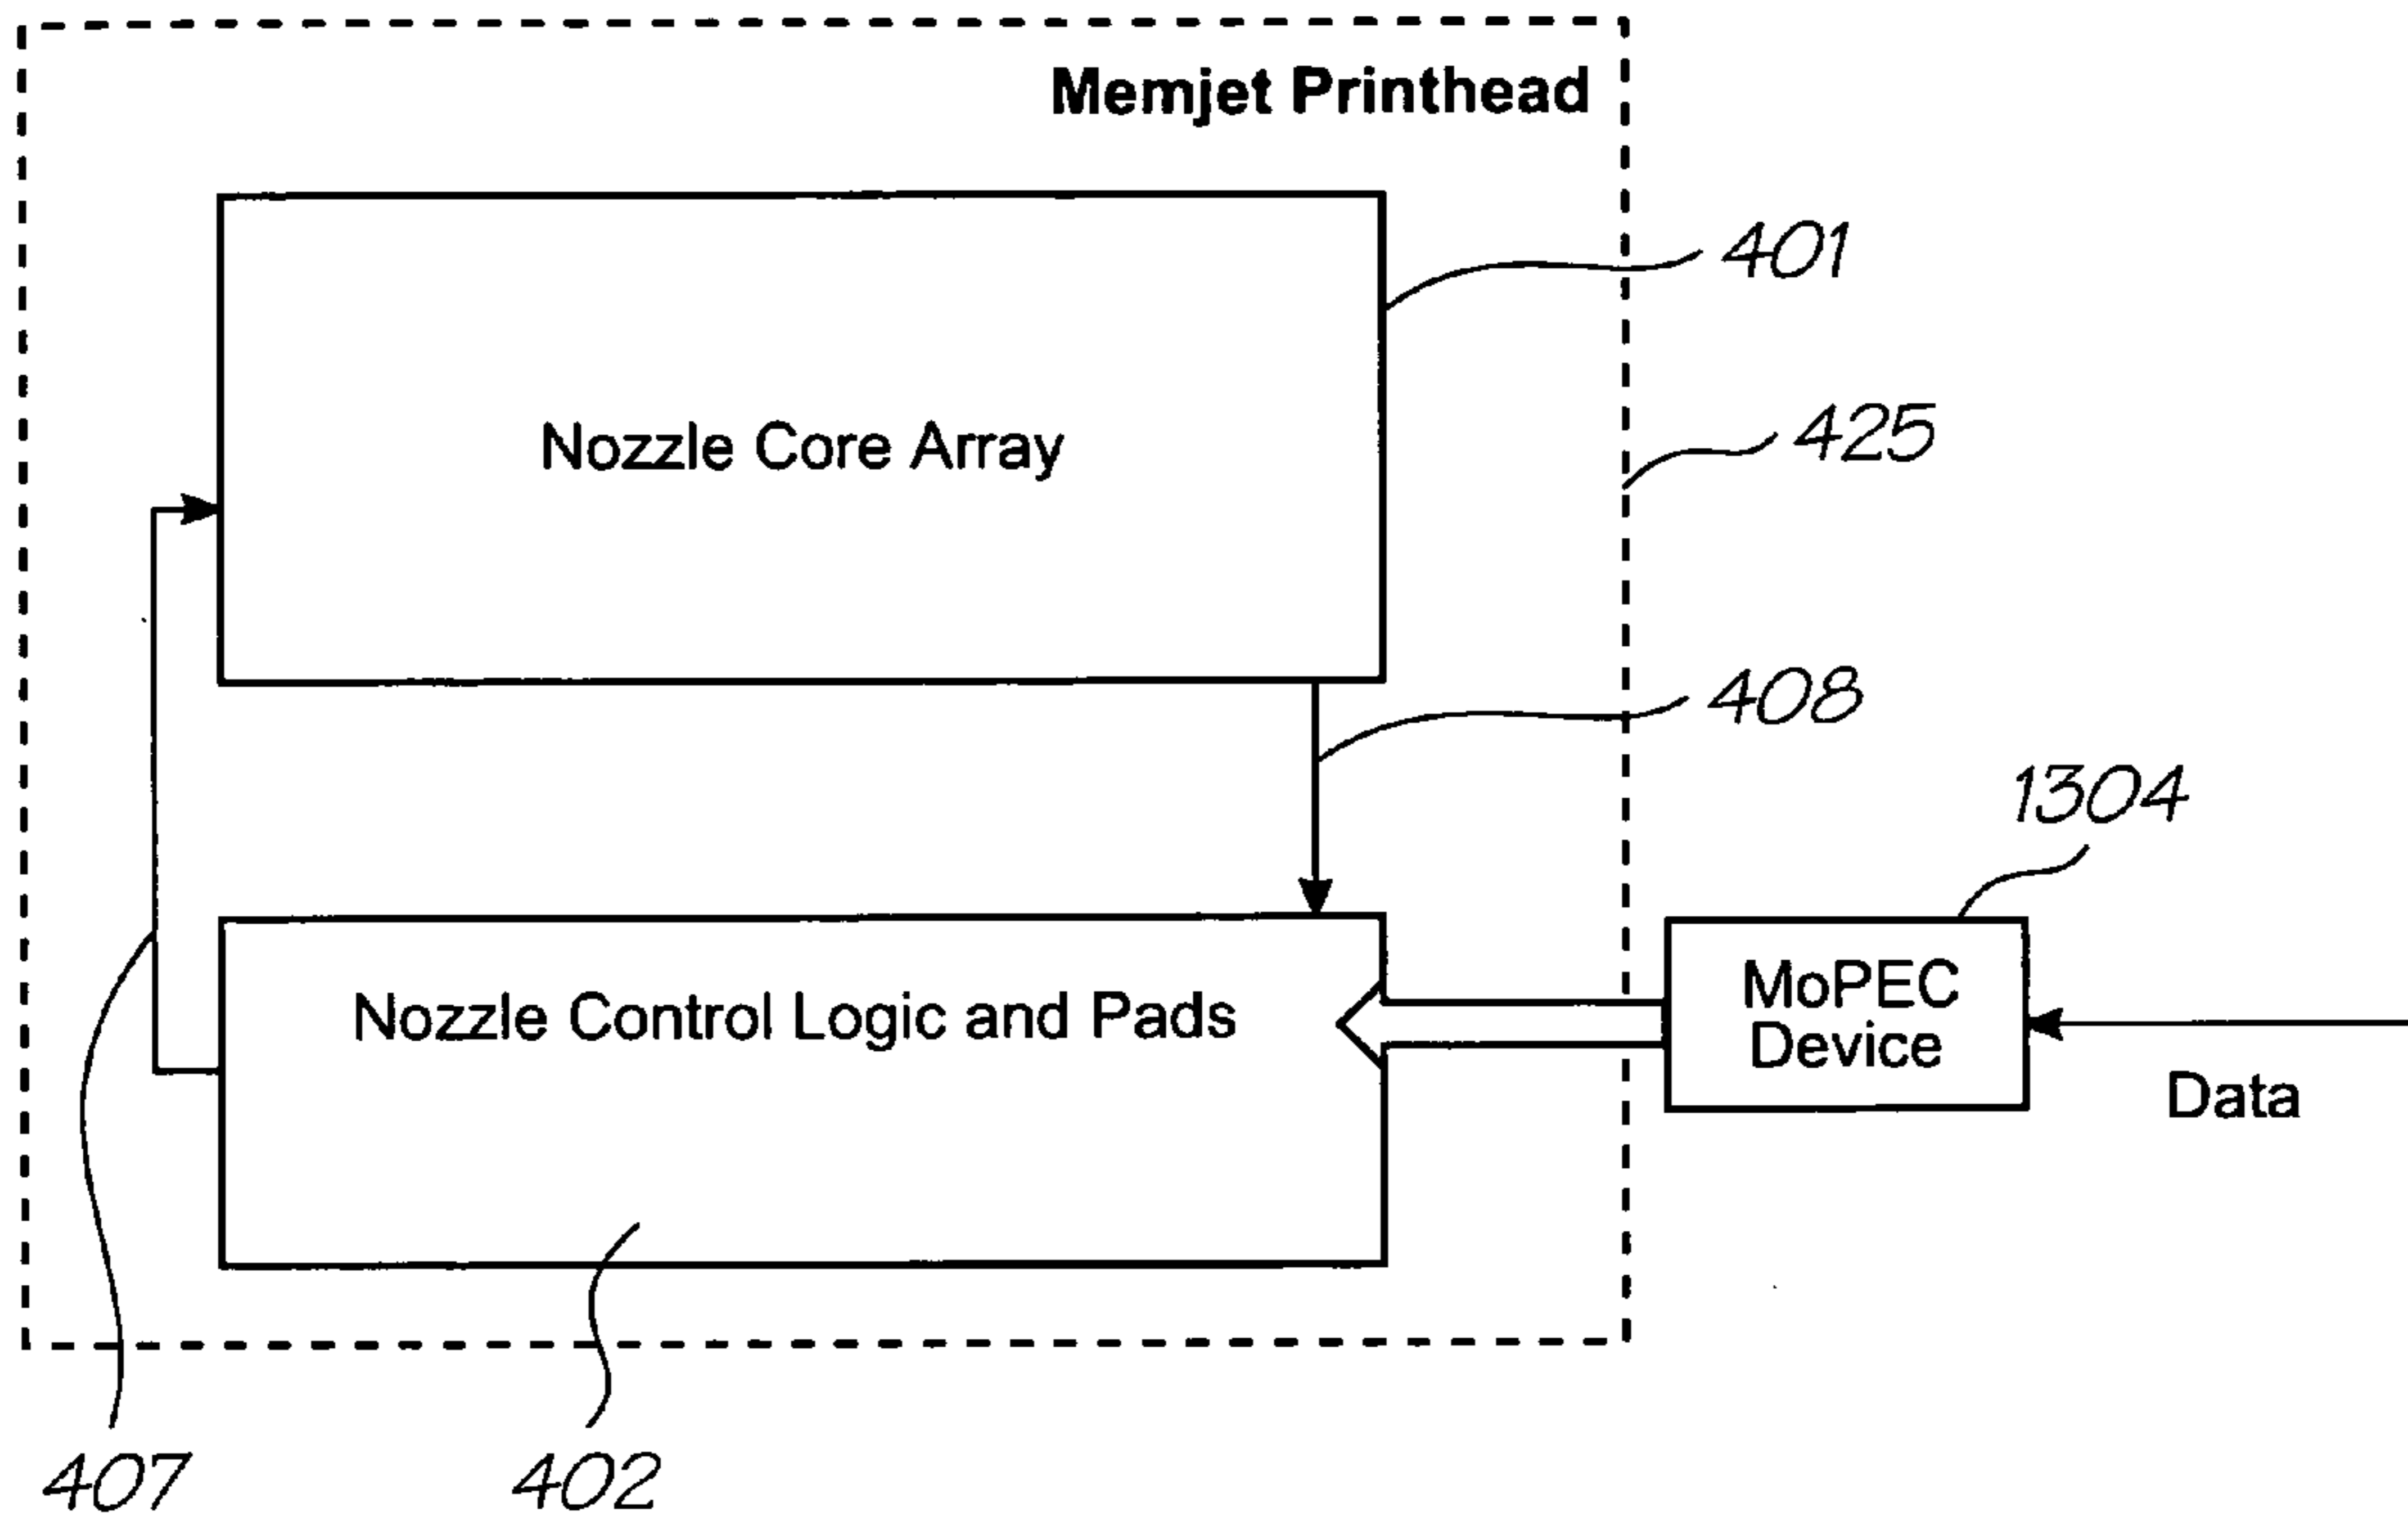 Memjet Printhead
401
Nozzle Core Array
425
408
1304
Nozzle Control Logic and Pads
MoPEC
Device
Data
407
402